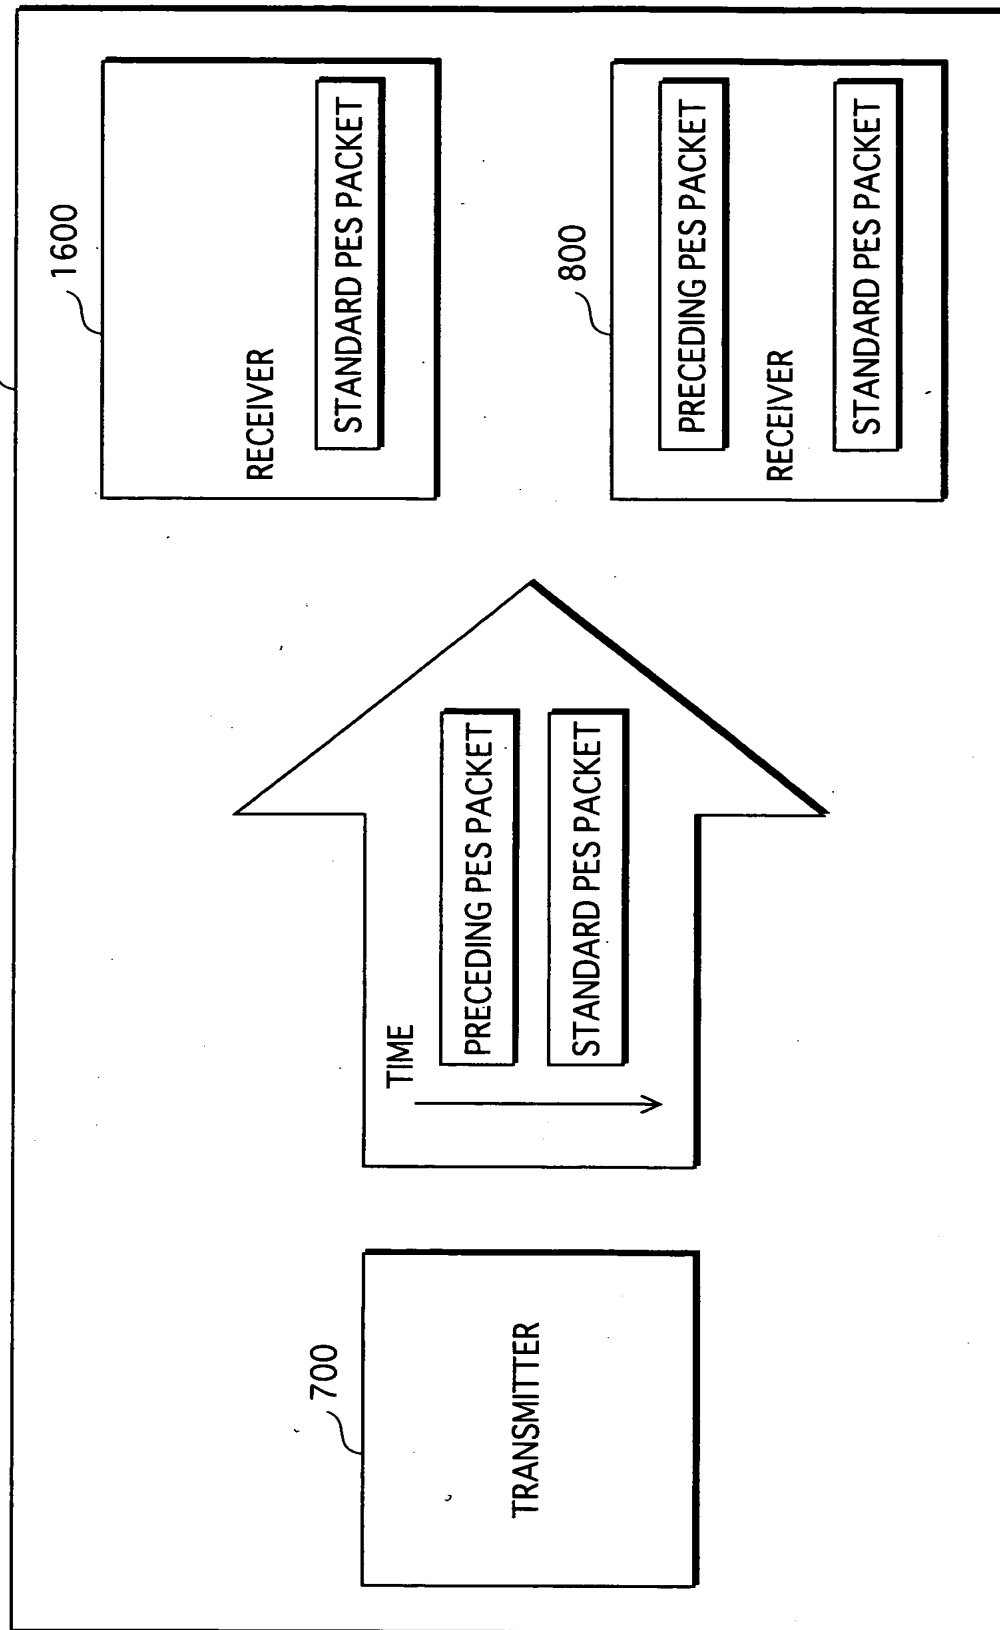 700
TRANSMITTER
TIME
PRECEDING PES PACKET
STANDARD PES PACKET
1600
RECEIVER
STANDARD PES PACKET
800
PRECEDING PES PACKET
RECEIVER
STANDARD PES PACKET